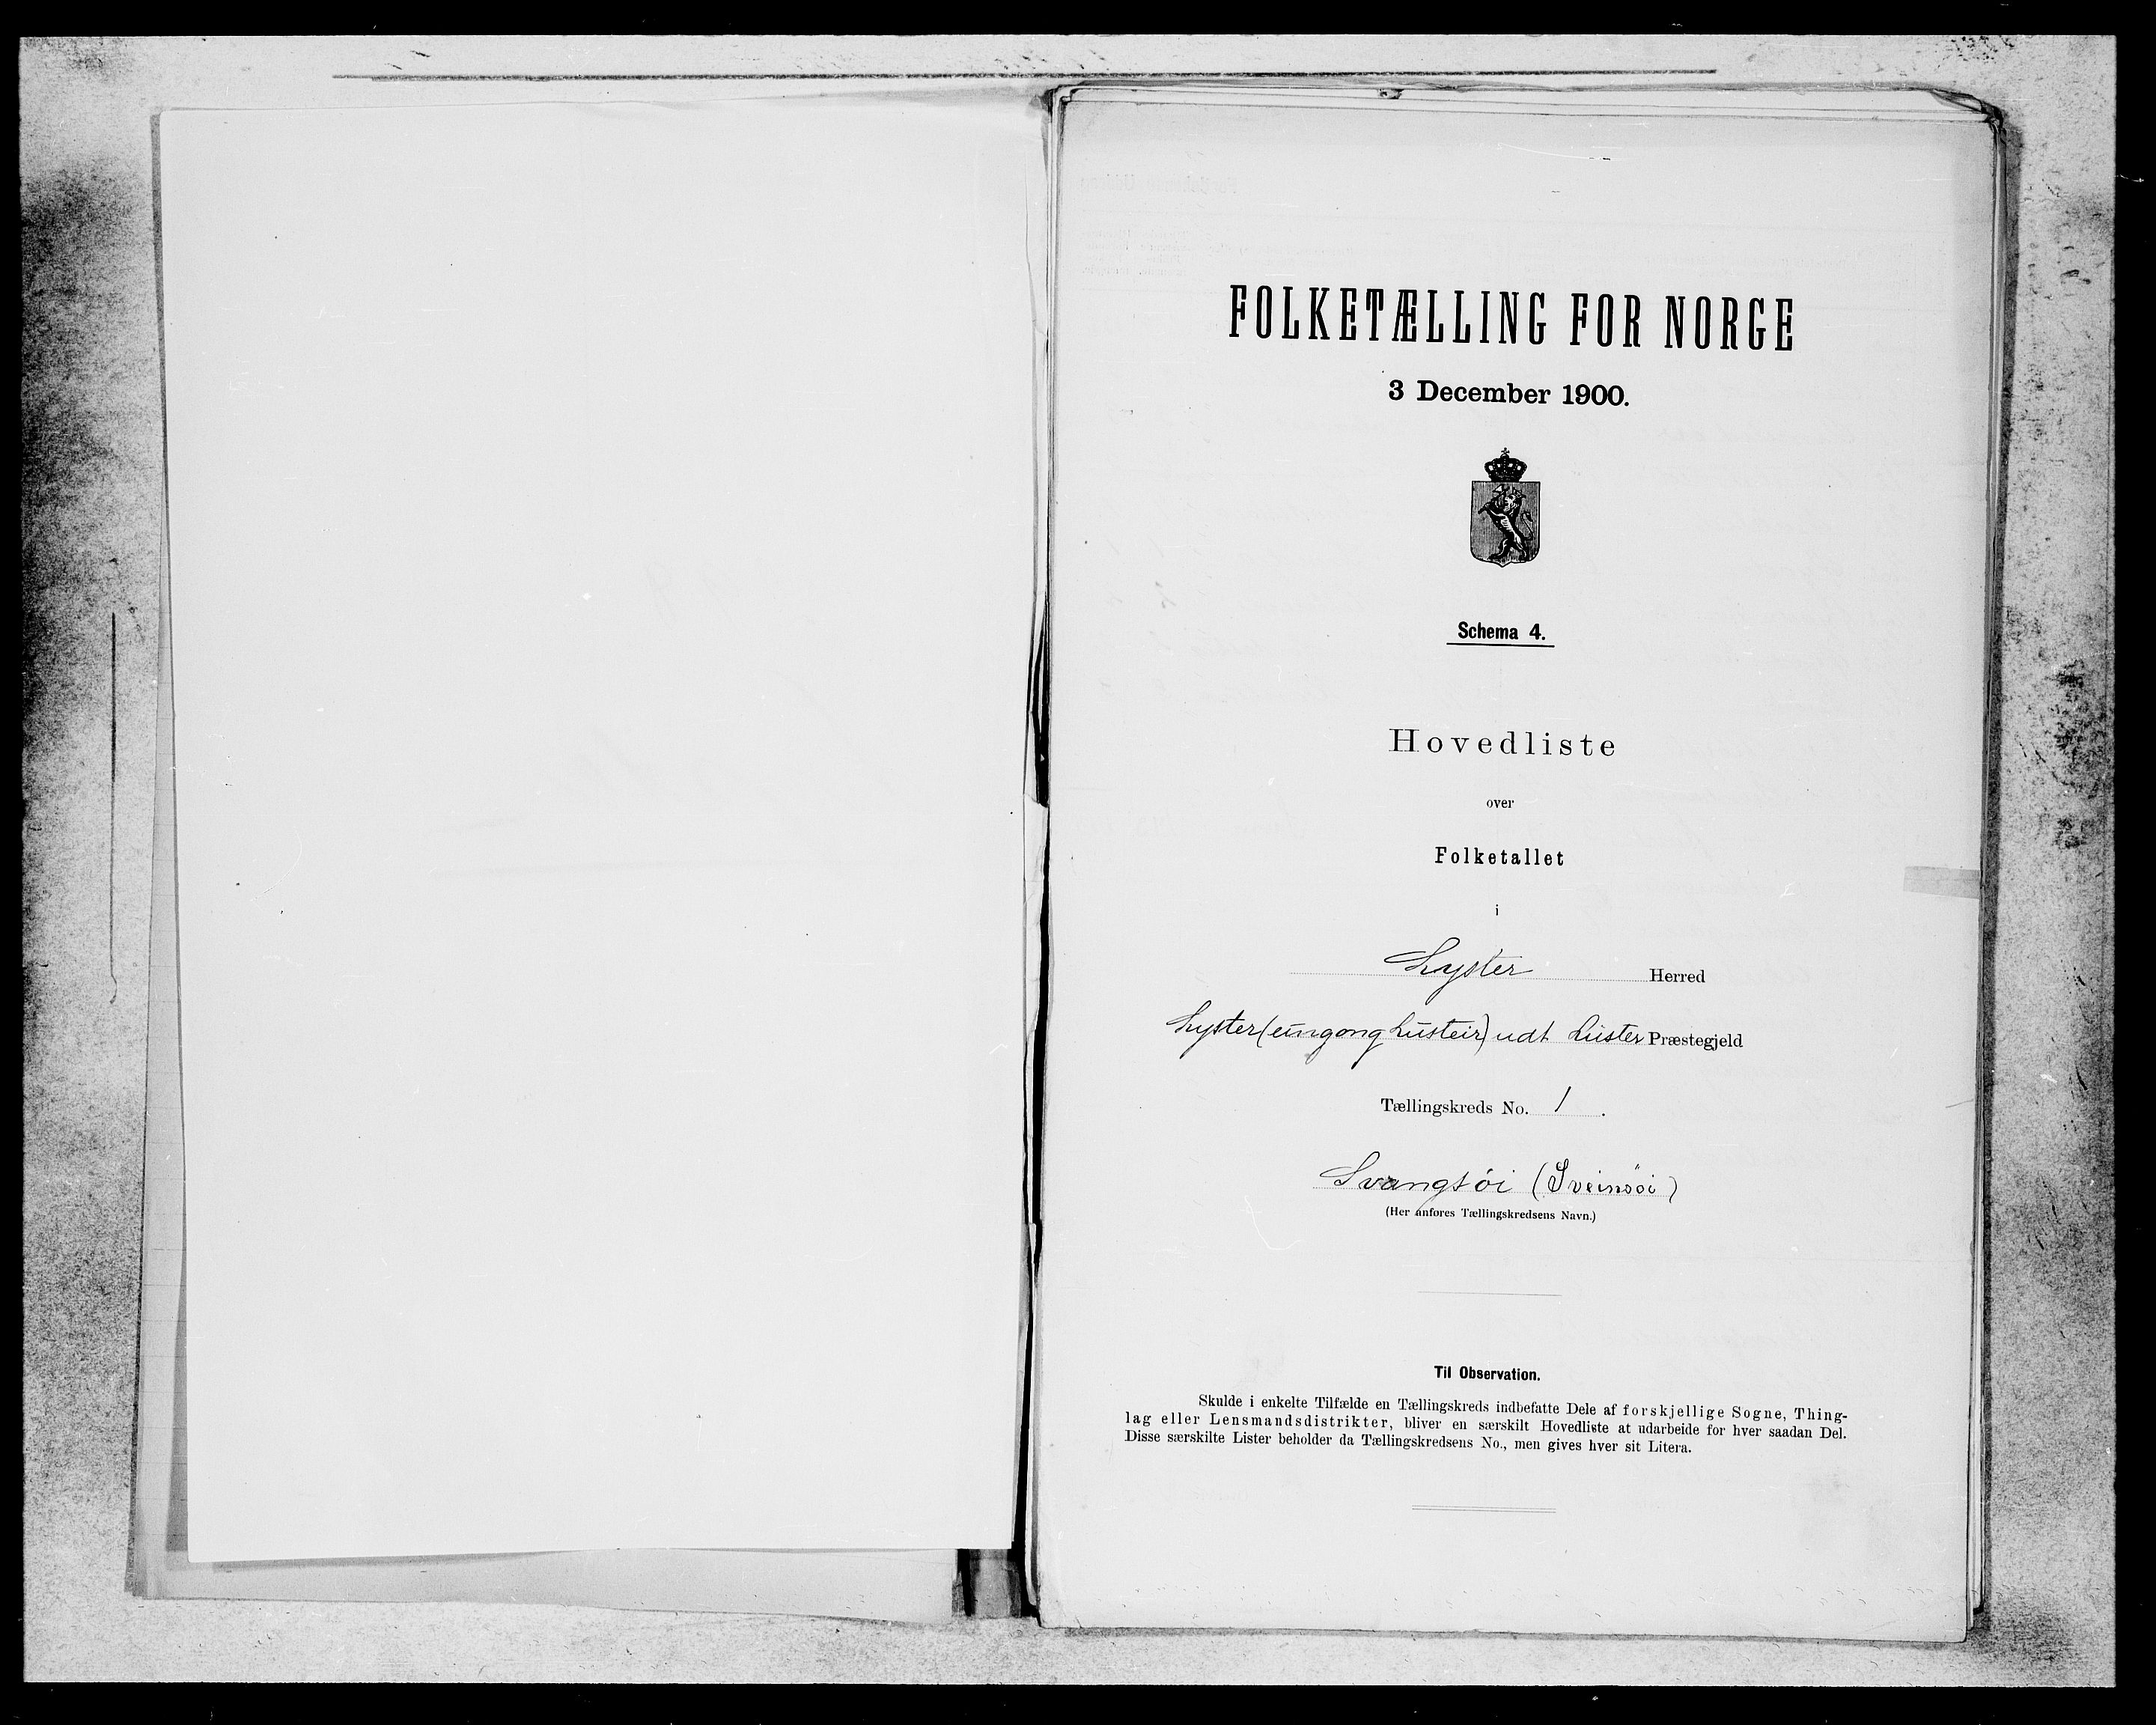 FOLKETÆLLING FOR NORGE
3 December 1900.
Schema 4.
Hovedliste
over
Folketallet
i
Lyster Herred
Lyster (eingong Lusteir) udt Luster Præstegjeld
Tællingskreds No. 1.
Svangsöi (Sveinsöi)
(Her anføres Tællingskredsens Navn.)
Til Observation.
Skulde i enkelte Tilfælde en Tællingskreds indbefatte Dele af forskjellige Sogne, Thing-
lag eller Lensmandsdistrikter, bliver en særskilt Hovedliste at udarbeide for hver saadan Del.
Disse særskilte Lister beholder da Tællingskredsens No., men gives hver sit Litera.